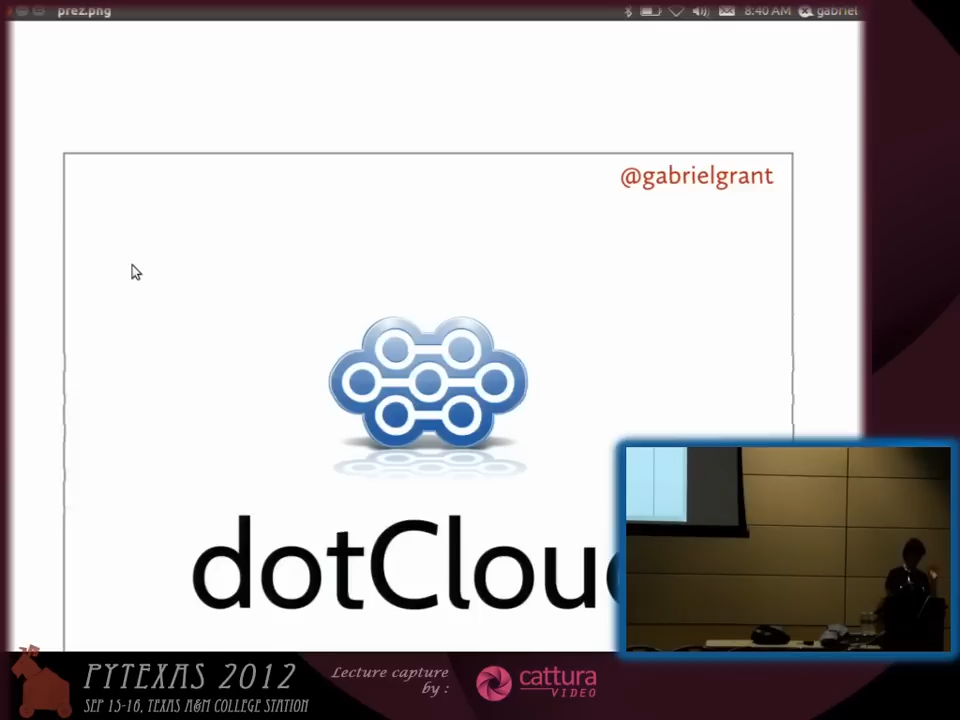 prez.png
8:40 AM gabriel
@gabrielgrant
dotCloud
PYTEXAS 2012
SEP 15-16, TEXAS A&M COLLEGE STATION
Lecture capture
by :
cattura
VIDEO